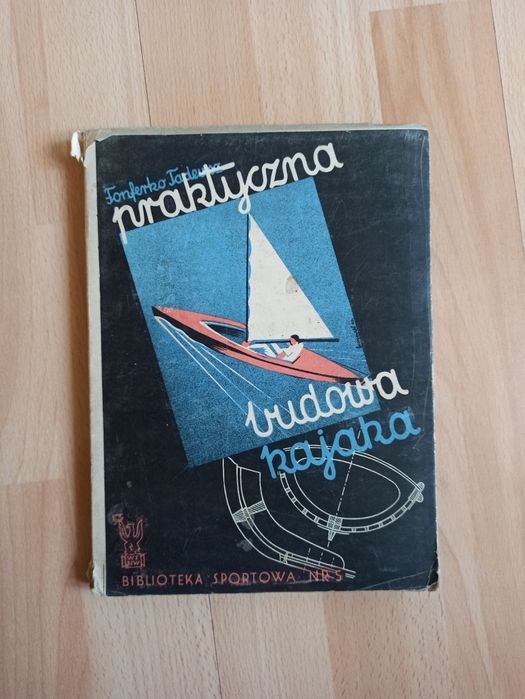 Fonferko Tadeusz
praktyczna
budowa
kajaka
BIBLIOTEKA SPORTOWA NR 5